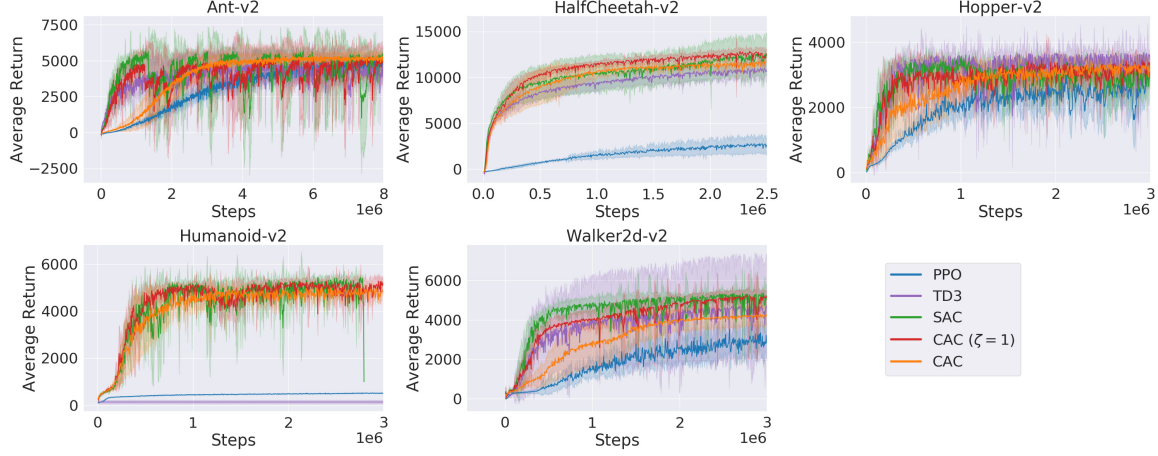 Ant-v2
HalfCheetah-v2
Hopper-v2
Average Return
7500
5000
2500
0
−2500
0
2
4
6
8
Steps
1e6
Average Return
15000
10000
5000
0
0.0
0.5
1.0
1.5
2.0
2.5
Steps
1e6
Average Return
4000
2000
0
0
1
2
3
Steps
1e6
Humanoid-v2
Walker2d-v2
Average Return
6000
4000
2000
0
0
1
2
3
Steps
1e6
Average Return
6000
4000
2000
0
0
1
2
3
Steps
1e6
PPO
TD3
SAC
CAC (ζ = 1)
CAC